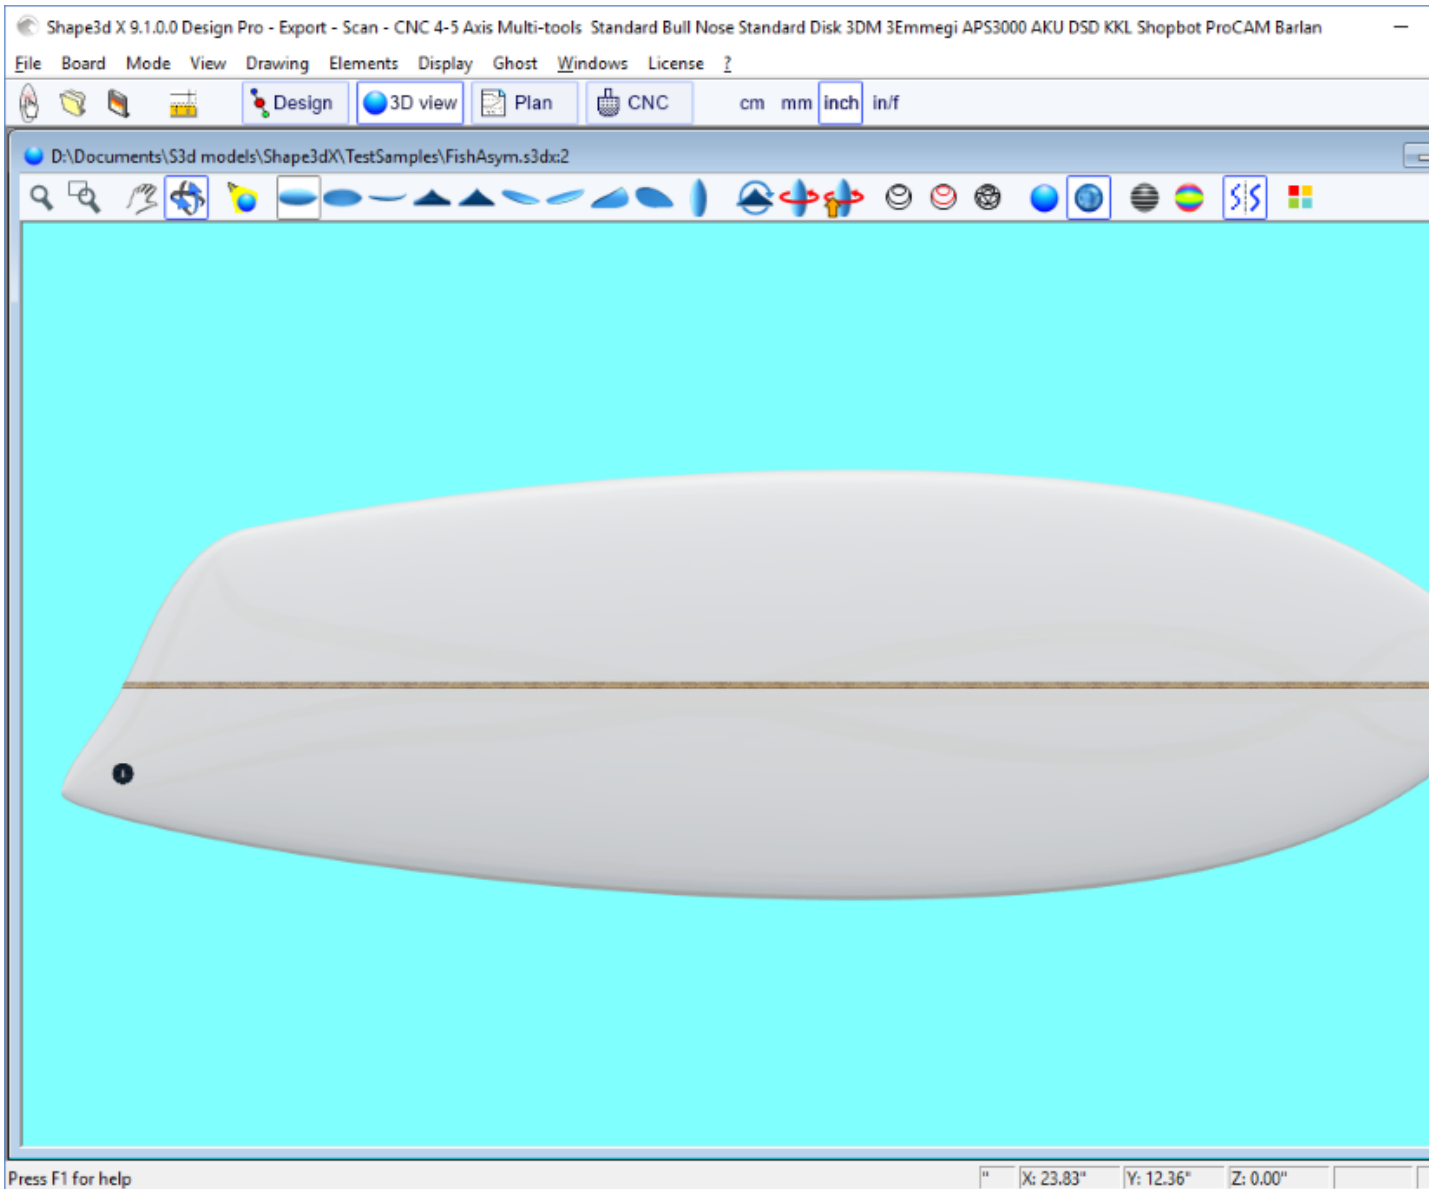 Shape3d X 9.1.0.0 Design Pro - Export - Scan - CNC 4-5 Axis Multi-tools  Standard Bull Nose Standard Disk 3DM 3Emmegi APS3000 AKU DSD KKL Shopbot ProCAM Barlan
File Board Mode View Drawing Elements Display Ghost Windows License ?
Design 3D view Plan CNC cm mm inch in/f
D:\Documents\S3d models\Shape3dX\TestSamples\FishAsym.s3dx:2
Press F1 for help " X: 23.83" Y: 12.36" Z: 0.00"